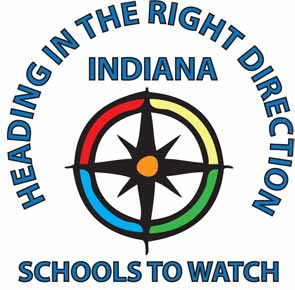 HEADING IN THE RIGHT DIRECTION
INDIANA
SCHOOLS TO WATCH